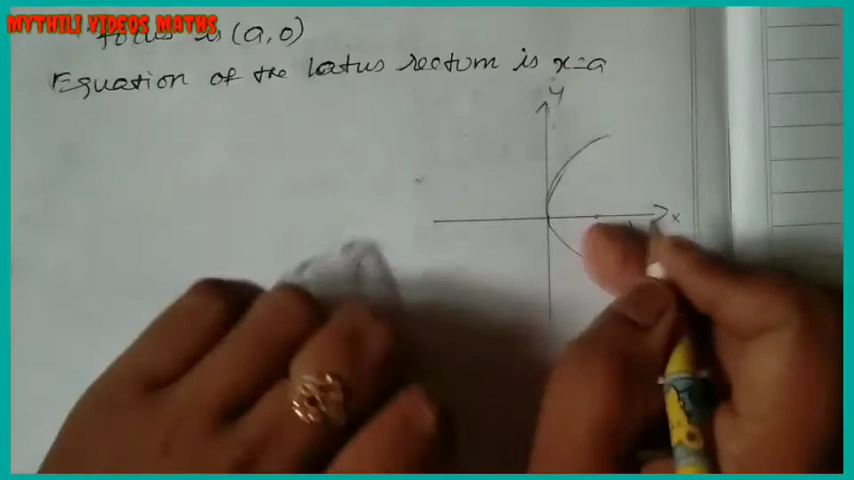 MYTHILI VIDEOS MATHS
focus is (a,0)
Equation of the latus rectum is x=a
y
x